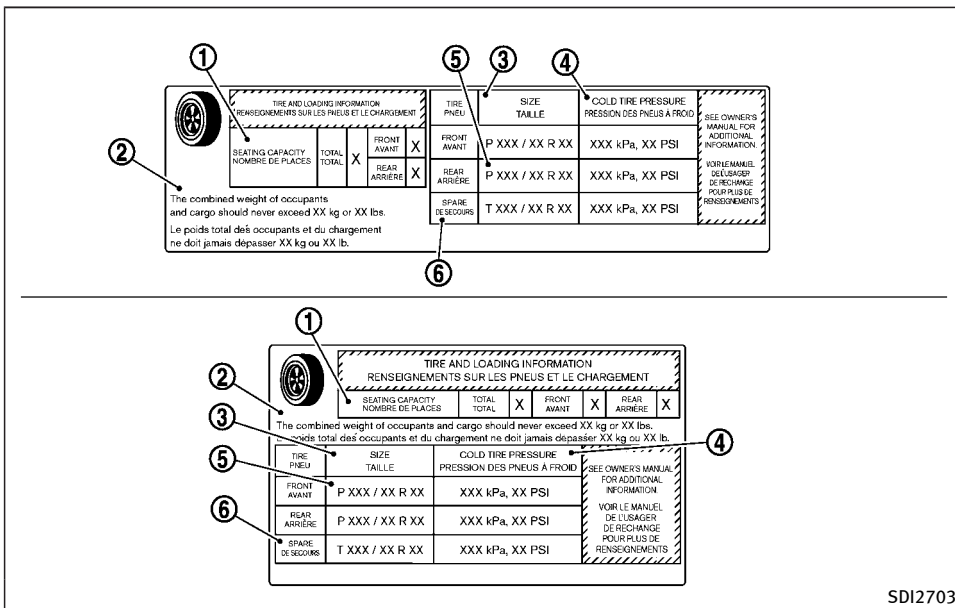 1
3
5
4
2
TIRE AND LOADING INFORMATION
RENSEIGNEMENTS SUR LES PNEUS ET LE CHARGEMENT
SEATING CAPACITY
NOMBRE DE PLACES
TOTAL
TOTAL
X
FRONT
AVANT
X
REAR
ARRIÈRE
X
The combined weight of occupants
and cargo should never exceed XX kg or XX lbs.
Le poids total des occupants et du chargement
ne doit jamais dépasser XX kg ou XX lb.
TIRE
PNEU
SIZE
TAILLE
COLD TIRE PRESSURE
PRESSION DES PNEUS À FROID
FRONT
AVANT
P XXX / XX R XX
XXX kPa, XX PSI
REAR
ARRIÈRE
P XXX / XX R XX
XXX kPa, XX PSI
SPARE
DE SECOURS
T XXX / XX R XX
XXX kPa, XX PSI
SEE OWNER'S
MANUAL FOR
ADDITIONAL
INFORMATION.
VOIR LE MANUEL
DE L'USAGER
DE RECHANGE
POUR PLUS DE
RENSEIGNEMENTS
6
1
2
3
5
6
4
TIRE AND LOADING INFORMATION
RENSEIGNEMENTS SUR LES PNEUS ET LE CHARGEMENT
SEATING CAPACITY
NOMBRE DE PLACES
TOTAL
TOTAL
X
FRONT
AVANT
X
REAR
ARRIÈRE
X
The combined weight of occupants and cargo should never exceed XX kg or XX lbs.
Le poids total des occupants et du chargement ne doit jamais dépasser XX kg ou XX lb.
TIRE
PNEU
SIZE
TAILLE
COLD TIRE PRESSURE
PRESSION DES PNEUS À FROID
FRONT
AVANT
P XXX / XX R XX
XXX kPa, XX PSI
REAR
ARRIÈRE
P XXX / XX R XX
XXX kPa, XX PSI
SPARE
DE SECOURS
T XXX / XX R XX
XXX kPa, XX PSI
SEE OWNER'S MANUAL
FOR ADDITIONAL
INFORMATION
VOIR LE MANUEL
DE L'USAGER
DE RECHANGE
POUR PLUS DE
RENSEIGNEMENTS
SDI2703